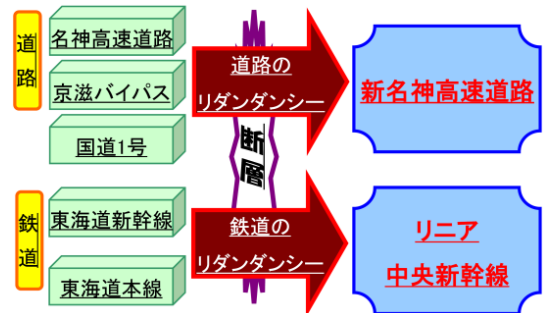 道路
名神高速道路
京滋バイパス
国道1号
道路の
リダンダンシー
新名神高速道路
断層
鉄道
東海道新幹線
東海道本線
鉄道の
リダンダンシー
リニア
中央新幹線